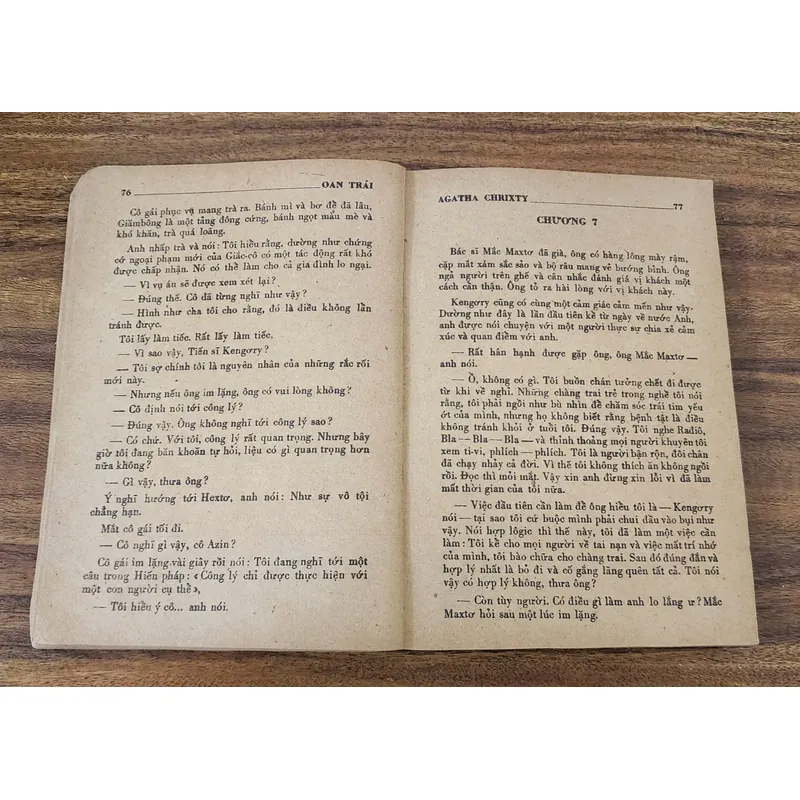 76 OAN TRÁI
Cô gái phục vụ mang trà ra. Bánh mì và bơ để đã lâu,
Giămbông là một tảng đông cứng, bánh ngọt mầu mè và
khó khăn, trà quá loãng.
Anh nhấp trà và nói: Tôi hiểu rằng, dường như chứng
cớ ngoại phạm mới của Giắc-cô có một tác động rất khó
được chấp nhận. Nó có thể làm cho cả gia đình lo ngại.
— Vì vụ án sẽ được xem xét lại?
— Đúng thế. Cô đã từng nghĩ như vậy?
— Hình như cha tôi cho rằng, đó là điều không lần
tránh được.
Tôi lấy làm tiếc. Rất lấy làm tiếc.
— Vì sao vậy, Tiến sĩ Kengơry?
— Tôi sợ chính tôi là nguyên nhân của những rắc rối
mới này.
— Nhưng nếu ông im lặng, ông có vui lòng không?
— Cô định nói tới công lý?
— Đúng vậy. Ông không nghĩ tới công lý sao?
— Có chứ. Với tôi, công lý rất quan trọng. Nhưng bây
giờ tôi đang băn khoăn tự hỏi, liệu có gì quan trọng hơn
nữa không?
— Gì vậy, thưa ông?
Ý nghĩ hướng tới Hextơ, anh nói: Như sự vô tội
chẳng hạn.
Mắt cô gái tối đi.
— Cô nghĩ gì vậy, cô Azin?
Cô gái im lặng vài giây rồi nói: Tôi đang nghĩ tới một
câu trong Hiến pháp: «Công lý chỉ được thực hiện với
một con người cụ thể»,
— Tôi hiểu ý cô... anh nói.
AGATHA CHRIXTY 77
CHƯƠNG 7
Bác sĩ Mắc Maxtơ đã già, ông có hàng lông mày rậm,
cặp mắt xám sắc sảo và bộ râu mang vẻ bướng bỉnh. Ông
ngả người trên ghế và cân nhắc đánh giá vị khách một
cách cẩn thận. Ông tỏ ra hài lòng với vị khách này.
Kengơry cũng có cùng một cảm giác cảm mến như vậy.
Dường như đây là lần đầu tiên kể từ ngày về nước Anh,
anh được nói chuyện với một người thực sự chia xẻ cảm
xúc và quan điểm với anh.
— Rất hân hạnh được gặp ông, ông Mắc Maxtơ —
anh nói.
— Ồ, không có gì. Tôi buồn chán tưởng chết đi được
từ khi về nghỉ. Những chàng trai trẻ trong nghề tôi nói
rằng, tôi phải ngồi như bù nhìn để chăm sóc trái tim yếu
ớt của mình, nhưng họ không biết rằng bệnh tật là điều
không tránh khỏi ở tuổi tôi. Đúng vậy. Tôi nghe Radiô,
Bla — Bla — Bla — và thỉnh thoảng mọi người khuyên tôi
xem ti-vi, phlích — phlích. Tôi là người bận rộn, đôi chân
đã chạy nhảy cả đời. Vì thế tôi không thích ăn không ngồi
rồi. Đọc thì mỏi mắt. Vậy xin anh đừng xin lỗi vì đã làm
mất thời gian của tôi nữa.
— Việc đầu tiên cần làm để ông hiểu tôi là — Kengơry
nói — tại sao tôi cứ buộc mình phải chui đầu vào bụi như
vậy. Nói hợp lôgic thì thế này, tôi đã làm một việc cần
làm: Tôi kể cho mọi người về tai nạn và việc mất trí nhớ
của mình, tôi bào chữa cho chàng trai. Sau đó đúng đắn và
hợp lý nhất là bỏ đi và cố gắng lãng quên tất cả. Tôi nói
vậy có hợp lý không, thưa ông?
— Còn tùy người. Có điều gì làm anh lo lắng ư? Mắc
Maxtơ hỏi sau một lúc im lặng.